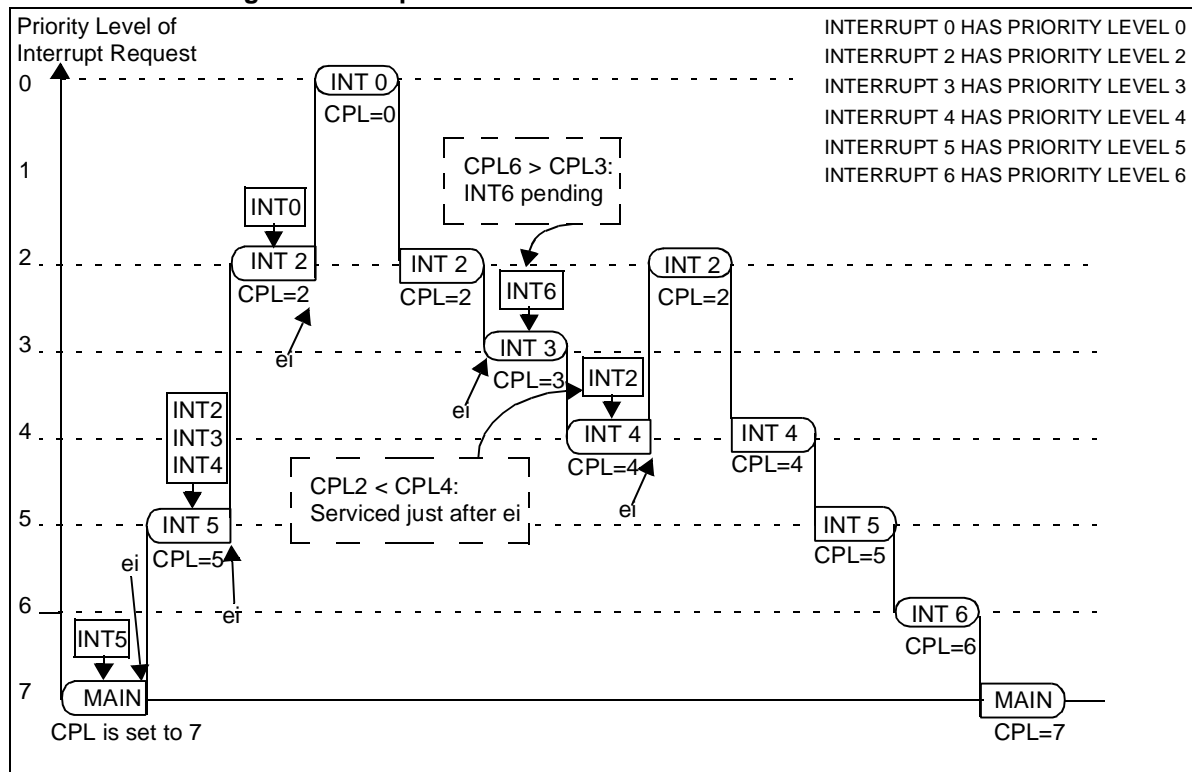 Priority Level of
Interrupt Request
INTERRUPT 0 HAS PRIORITY LEVEL 0
INTERRUPT 2 HAS PRIORITY LEVEL 2
INTERRUPT 3 HAS PRIORITY LEVEL 3
INTERRUPT 4 HAS PRIORITY LEVEL 4
INTERRUPT 5 HAS PRIORITY LEVEL 5
INTERRUPT 6 HAS PRIORITY LEVEL 6
0
INT 0
CPL=0
1
CPL6 > CPL3:
INT6 pending
INT0
2
INT 2
CPL=2
INT 2
CPL=2
INT6
INT 2
CPL=2
ei
3
INT 3
CPL=3
ei
INT2
INT2
INT3
INT4
4
INT 4
CPL=4
ei
INT 4
CPL=4
CPL2 < CPL4:
Serviced just after ei
5
INT 5
CPL=5
ei
ei
INT 5
CPL=5
6
INT 6
CPL=6
INT5
7
MAIN
CPL is set to 7
MAIN
CPL=7